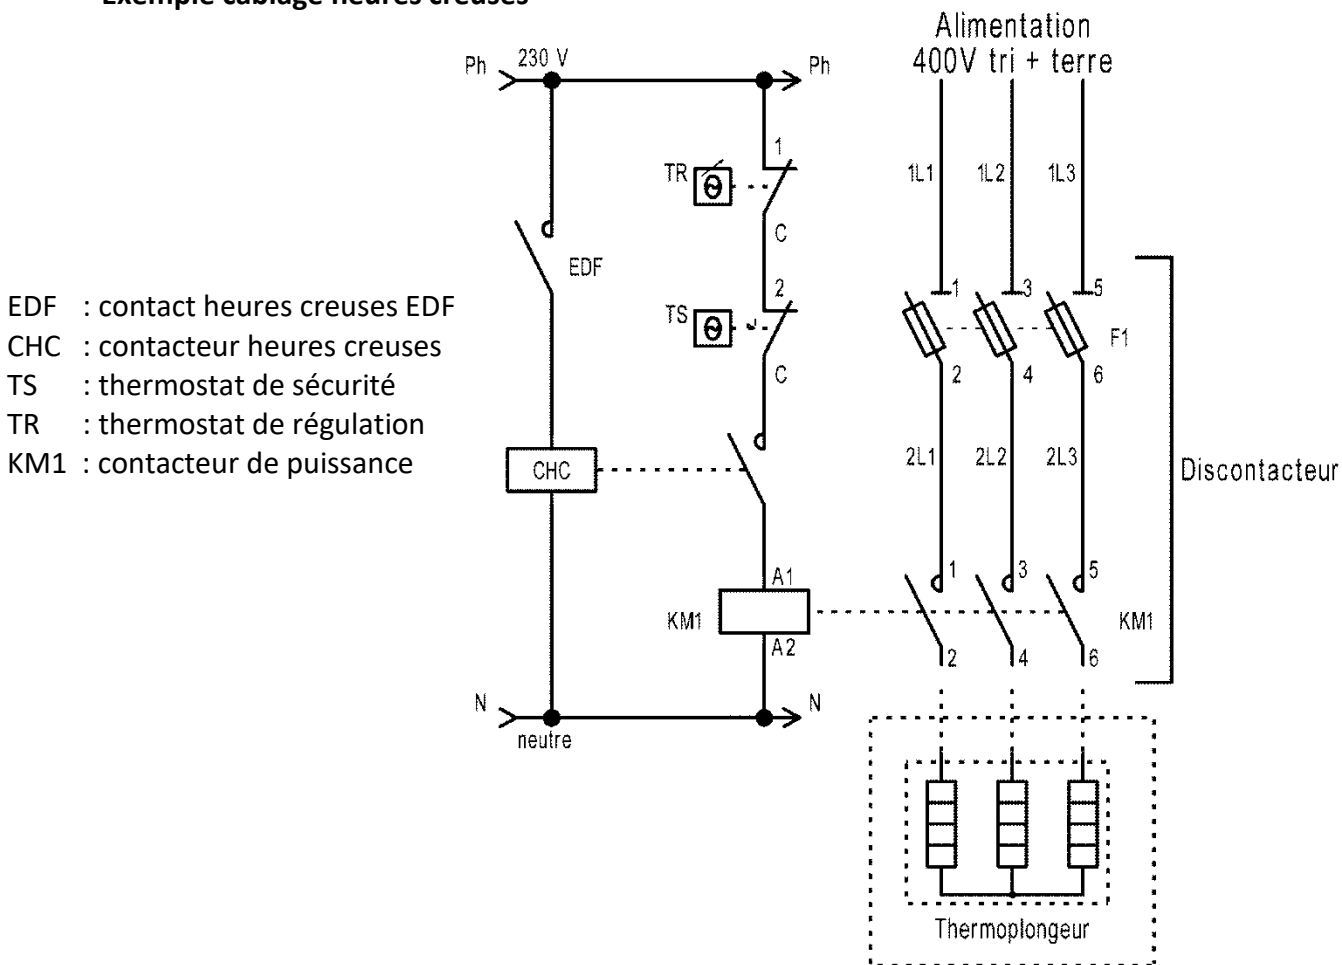 Exemple câblage heures creuses
Alimentation
400V tri + terre
Ph
230 V
Ph
1
TR
C
1L1
1L2
1L3
EDF
2
TS
C
1
3
5
F1
2
4
6
EDF : contact heures creuses EDF
CHC : contacteur heures creuses
TS : thermostat de sécurité
TR : thermostat de régulation
KM1 : contacteur de puissance
CHC
2L1
2L2
2L3
Discontacteur
A1
KM1
A2
1
3
5
KM1
2
4
6
N
N
neutre
Thermoplongeur